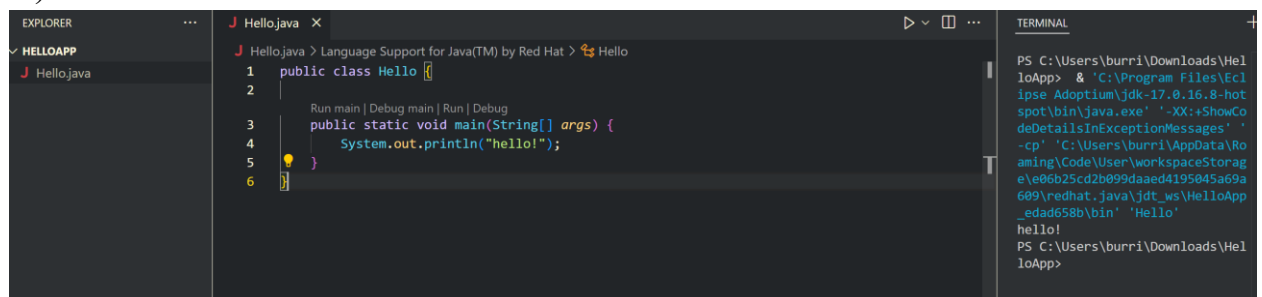 EXPLORER ...
HELLOAPP
J Hello.java
J Hello.java
J Hello.java > Language Support for Java(TM) by Red Hat > Hello
1 public class Hello {
2
Run main | Debug main | Run | Debug
3 public static void main(String[] args) {
4 System.out.println("hello!");
5 }
6 }
TERMINAL
PS C:\Users\burri\Downloads\Hel
loApp> & 'C:\Program Files\Ecl
ipse Adoptium\jdk-17.0.16.8-hot
spot\bin\java.exe' '-XX:+ShowCo
deDetailsInExceptionMessages' '
-cp' 'C:\Users\burri\AppData\Ro
aming\Code\User\workspaceStorag
e\e06b25cd2b099daaed4195045a69a
609\redhat.java\jdt_ws\HelloApp
_edad658b\bin' 'Hello'
hello!
PS C:\Users\burri\Downloads\Hel
loApp>